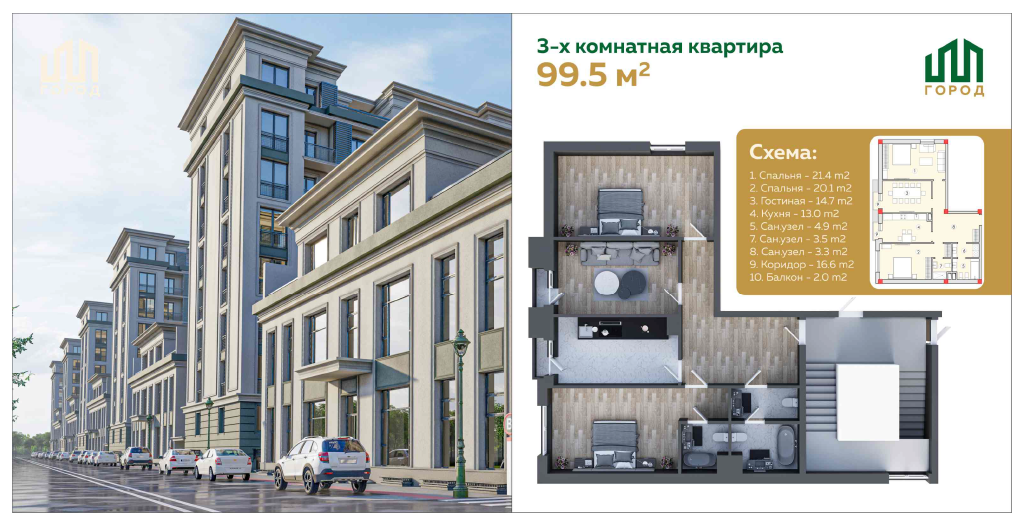 ГОРОД
3-х комнатная квартира
99.5 м²
ГОРОД
Схема:
1. Спальня - 21.4 m2
2. Спальня - 20.1 m2
3. Гостиная - 14.7 m2
4. Кухня - 13.0 m2
5. Сан.узел - 4.9 m2
7. Сан.узел - 3.5 m2
8. Сан.узел - 3.3 m2
9. Коридор - 16.6 m2
10. Балкон - 2.0 m2